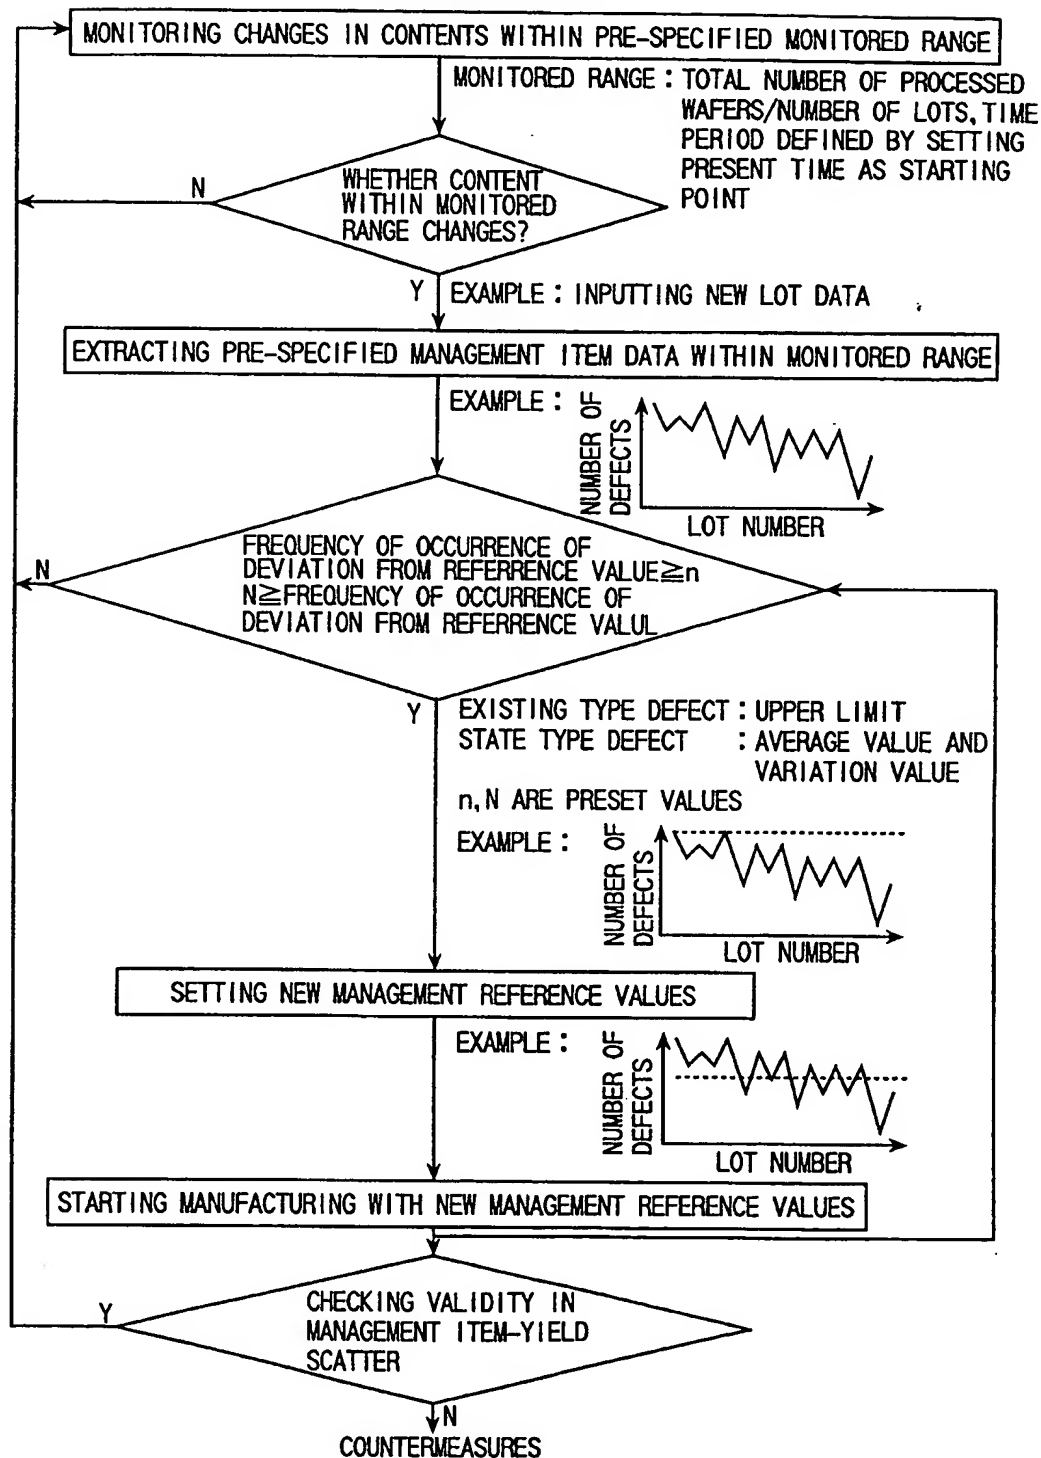 MONITORING CHANGES IN CONTENTS WITHIN PRE-SPECIFIED MONITORED RANGE
MONITORED RANGE : TOTAL NUMBER OF PROCESSED
WAFERS/NUMBER OF LOTS, TIME
PERIOD DEFINED BY SETTING
PRESENT TIME AS STARTING
POINT
N
WHETHER CONTENT
WITHIN MONITORED
RANGE CHANGES?
Y
EXAMPLE : INPUTTING NEW LOT DATA
EXTRACTING PRE-SPECIFIED MANAGEMENT ITEM DATA WITHIN MONITORED RANGE
EXAMPLE :
NUMBER OF
DEFECTS
LOT NUMBER
N
FREQUENCY OF OCCURRENCE OF
DEVIATION FROM REFERRENCE VALUE≧n
N≧FREQUENCY OF OCCURRENCE OF
DEVIATION FROM REFERRENCE VALUL
Y
EXISTING TYPE DEFECT : UPPER LIMIT
STATE TYPE DEFECT : AVERAGE VALUE AND
VARIATION VALUE
n, N ARE PRESET VALUES
EXAMPLE :
NUMBER OF
DEFECTS
LOT NUMBER
SETTING NEW MANAGEMENT REFERENCE VALUES
EXAMPLE :
NUMBER OF
DEFECTS
LOT NUMBER
STARTING MANUFACTURING WITH NEW MANAGEMENT REFERENCE VALUES
Y
CHECKING VALIDITY IN
MANAGEMENT ITEM-YIELD
SCATTER
N
COUNTERMEASURES